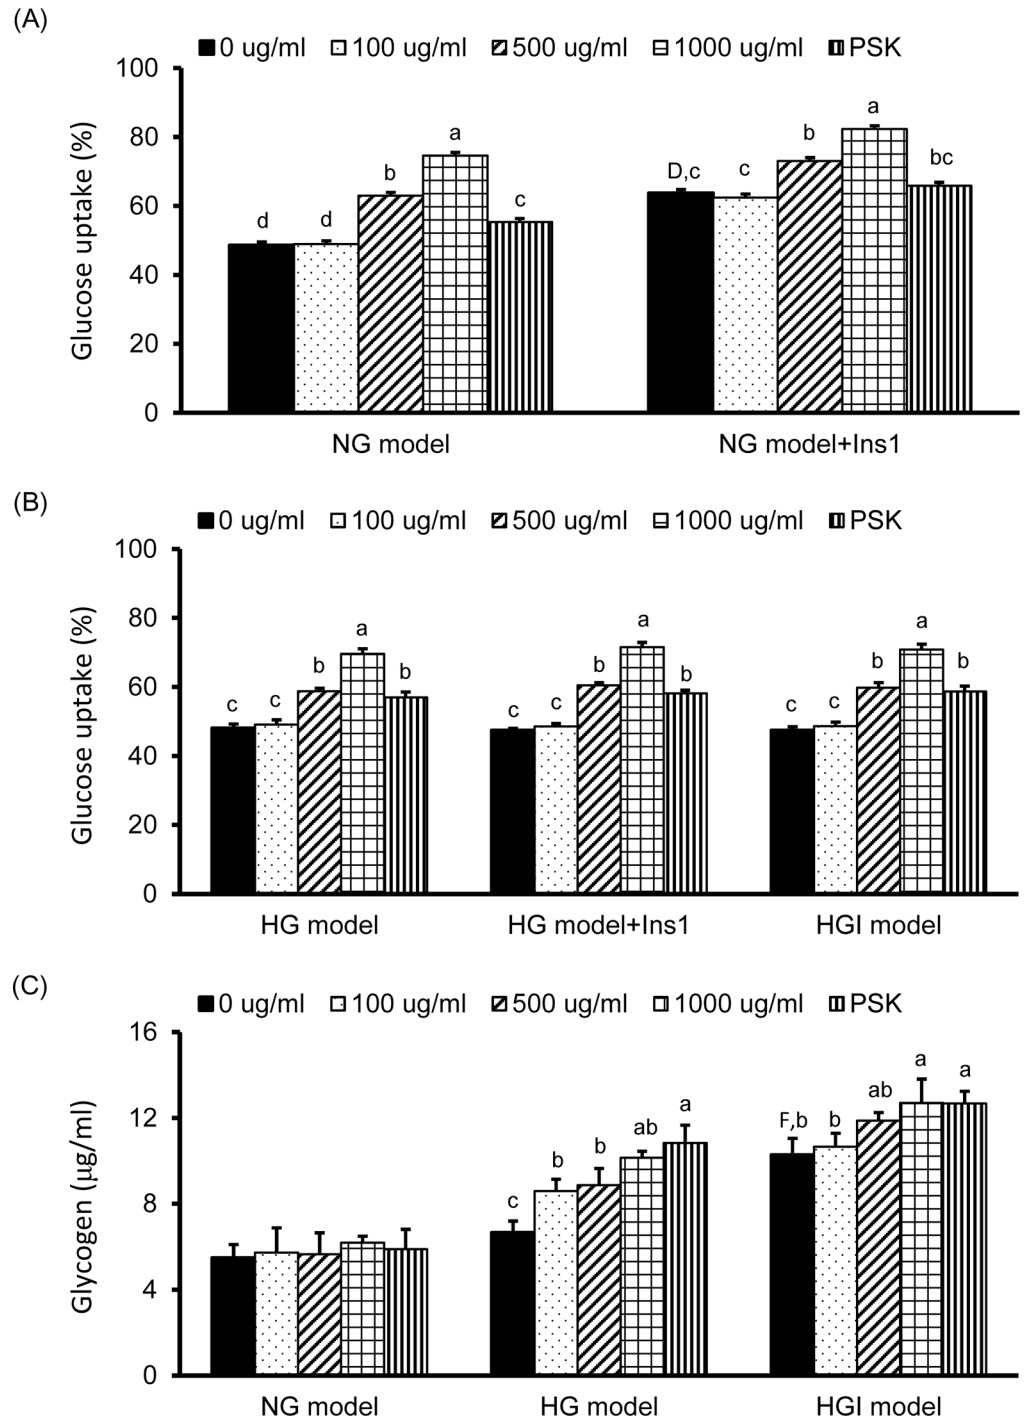 (A)
0 ug/ml 100 ug/ml 500 ug/ml 1000 ug/ml PSK
100
80
60
40
20
0
Glucose uptake (%)
d d b a c
D,c c b a bc
NG model NG model+Ins1
(B)
0 ug/ml 100 ug/ml 500 ug/ml 1000 ug/ml PSK
100
80
60
40
20
0
Glucose uptake (%)
c c b a b
c c b a b
c c b a b
HG model HG model+Ins1 HGI model
(C)
0 ug/ml 100 ug/ml 500 ug/ml 1000 ug/ml PSK
16
12
8
4
0
Glycogen (μg/ml)
c b b ab a
F,b b ab a a
NG model HG model HGI model